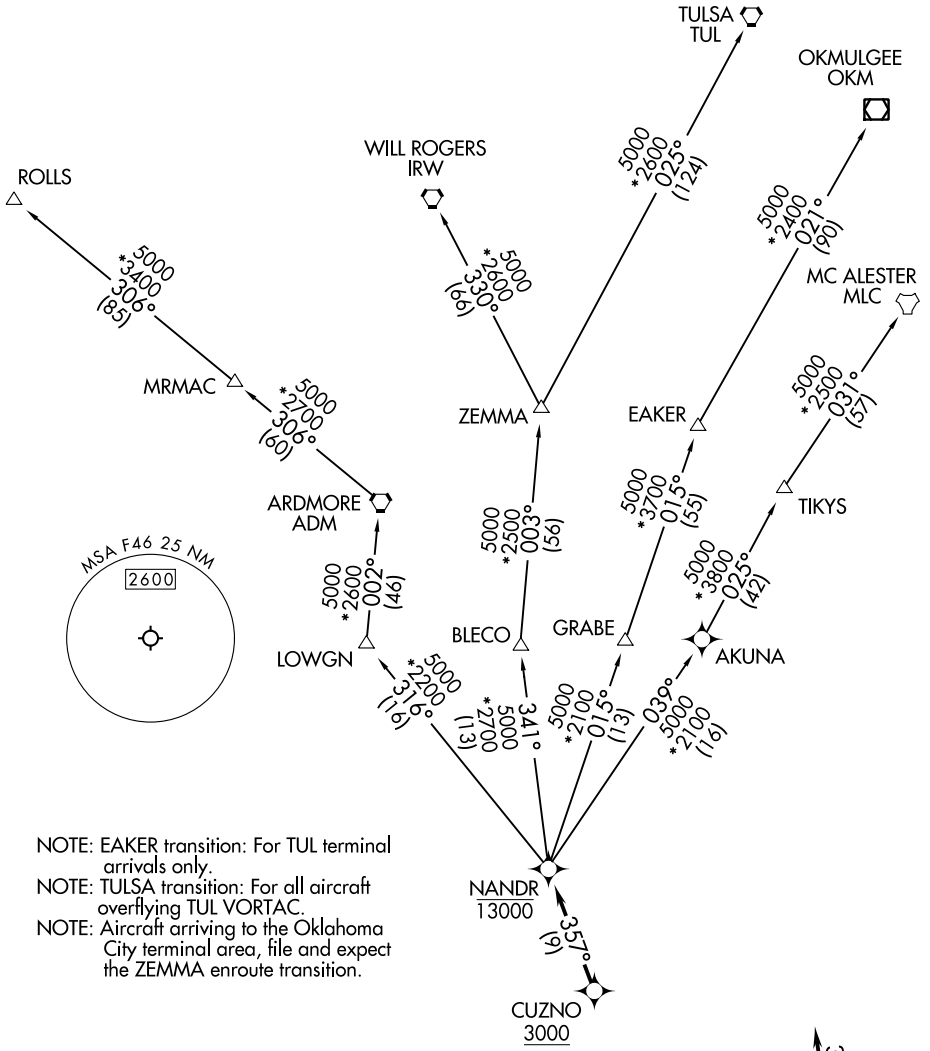 TULSA
TUL
OKMULGEE
OKM
WILL ROGERS
IRW
5000
*2600
025°
(124)
ROLLS
5000
*2400
021°
(90)
5000
*3400
306°
(85)
5000
*2600
330°
(66)
MC ALESTER
MLC
MRMAC
5000
*2700
306°
(60)
ZEMMA
EAKER
5000
*2500
031°
(57)
ARDMORE
ADM
5000
*2500
003°
(56)
5000
*3700
015°
(55)
TIKYS
MSA F46 25 NM
2600
5000
*2600
002°
(46)
5000
*3800
025°
(42)
LOWGN
BLECO
GRABE
AKUNA
5000
*2200
316°
(16)
341°
5000
*2700
(13)
5000
*2100
015°
(13)
039°
5000
*2100
(16)
NOTE: EAKER transition: For TUL terminal
arrivals only.
NOTE: TULSA transition: For all aircraft
overflying TUL VORTAC.
NOTE: Aircraft arriving to the Oklahoma
City terminal area, file and expect
the ZEMMA enroute transition.
NANDR
13000
357°
(9)
CUZNO
3000